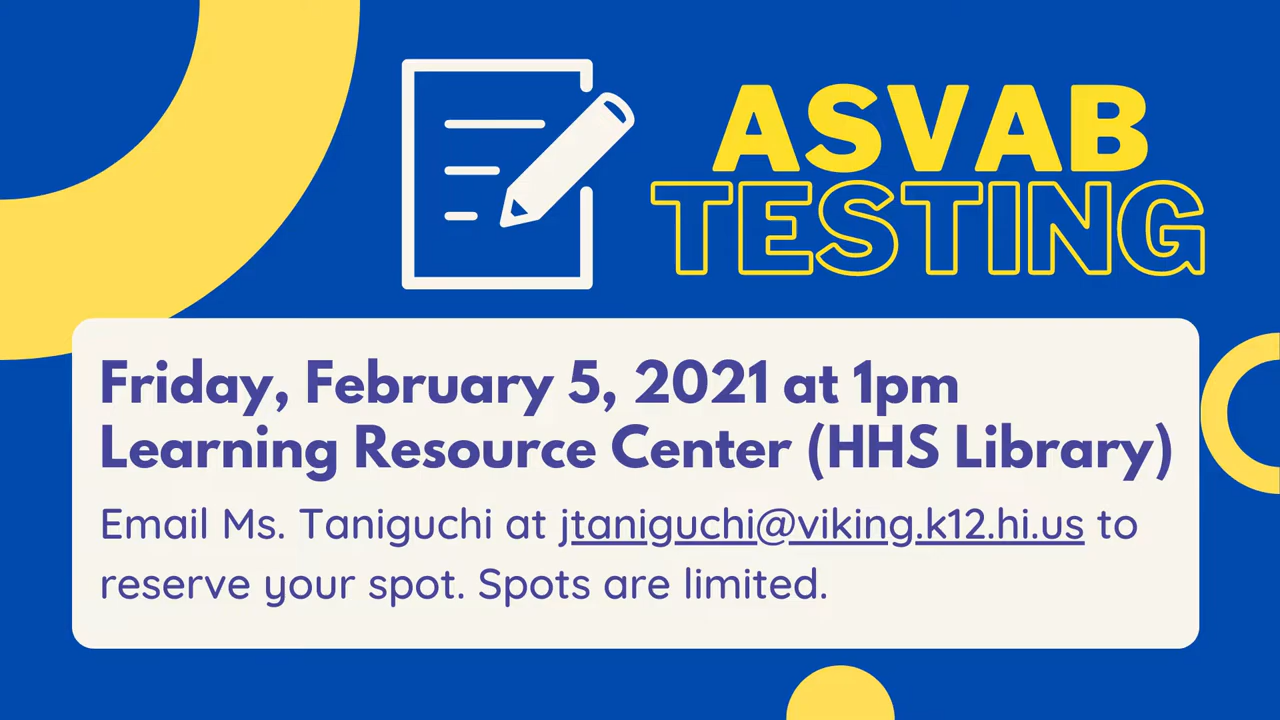 ASVAB
TESTING
Friday, February 5, 2021 at 1pm
Learning Resource Center (HHS Library)
Email Ms. Taniguchi at jtaniguchi@viking.k12.hi.us to
reserve your spot. Spots are limited.